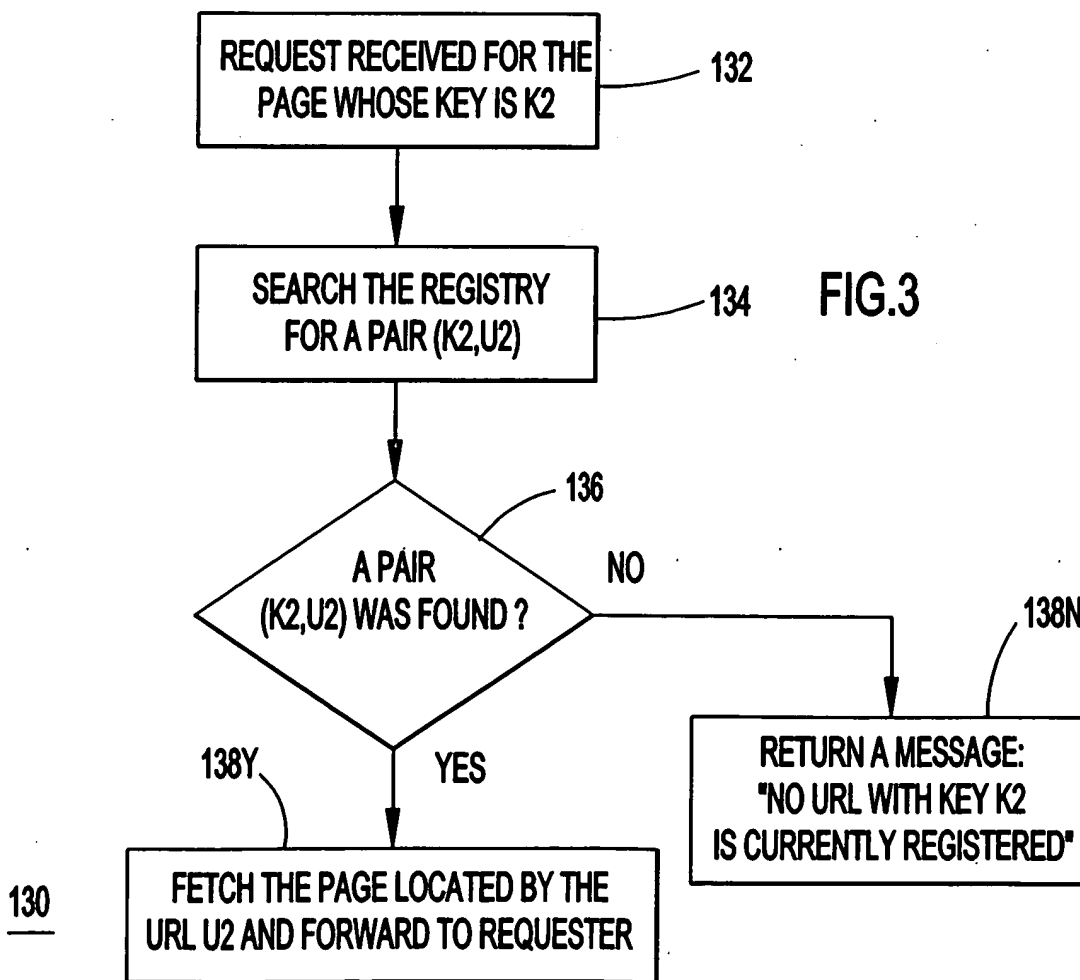 REQUEST RECEIVED FOR THE
PAGE WHOSE KEY IS K2
132
SEARCH THE REGISTRY
FOR A PAIR (K2,U2)
134
FIG.3
136
A PAIR
(K2,U2) WAS FOUND ?
NO
138N
RETURN A MESSAGE:
"NO URL WITH KEY K2
IS CURRENTLY REGISTERED"
138Y
YES
FETCH THE PAGE LOCATED BY THE
URL U2 AND FORWARD TO REQUESTER
130